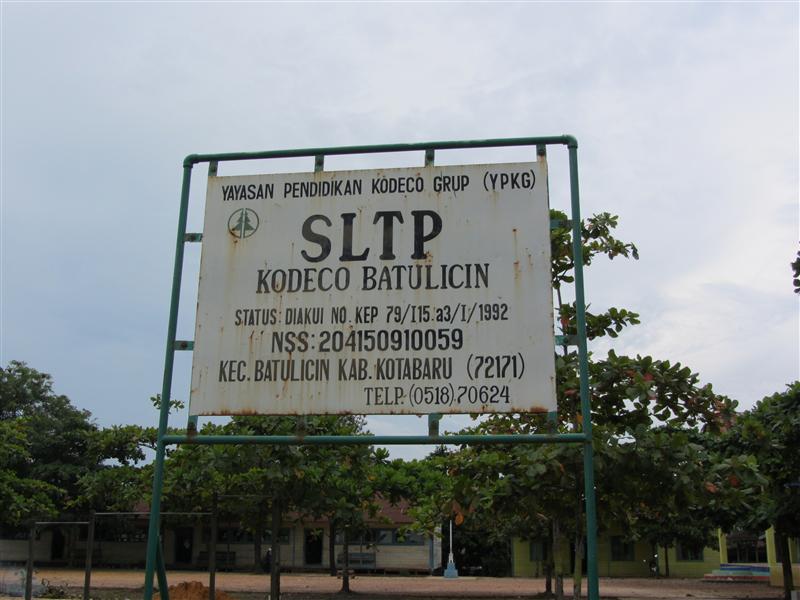 YAYASAN PENDIDIKAN KODECO GRUP (YPKG)
SLTP
KODECO BATULICIN
STATUS: DIAKUI NO. KEP 79/I15.a3/I/1992
NSS: 204150910059
KEC. BATULICIN KAB. KOTABARU (72171)
TELP. (0518) 70624